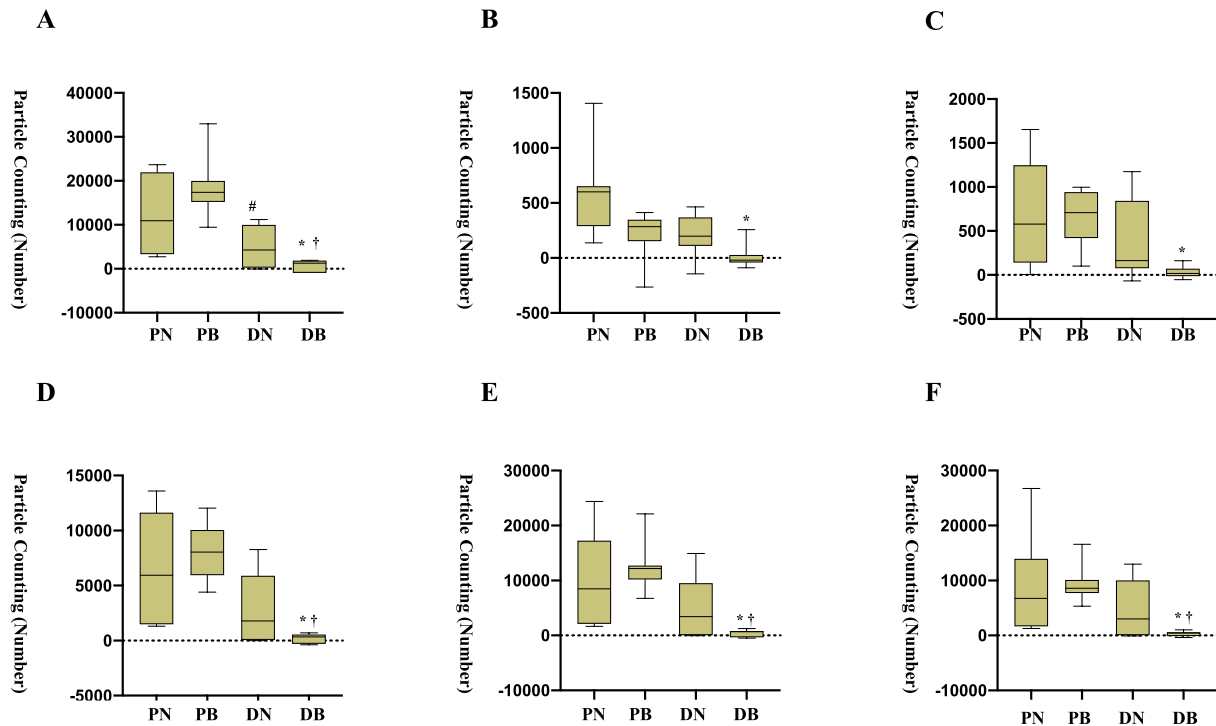 A
B
C
Particle Counting (Number)
40000
30000
20000
10000
0
-10000
#
* †
PN PB DN DB
Particle Counting (Number)
1500
1000
500
0
-500
*
PN PB DN DB
Particle Counting (Number)
2000
1500
1000
500
0
-500
*
PN PB DN DB
D
E
F
Particle Counting (Number)
15000
10000
5000
0
-5000
* †
PN PB DN DB
Particle Counting (Number)
30000
20000
10000
0
-10000
* †
PN PB DN DB
Particle Counting (Number)
30000
20000
10000
0
-10000
* †
PN PB DN DB